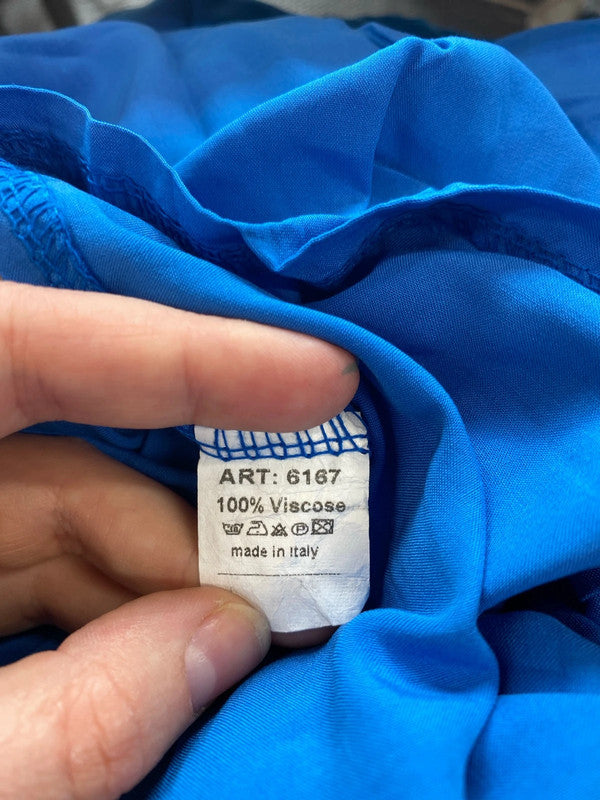 ART: 6167
100% Viscose
made in Italy